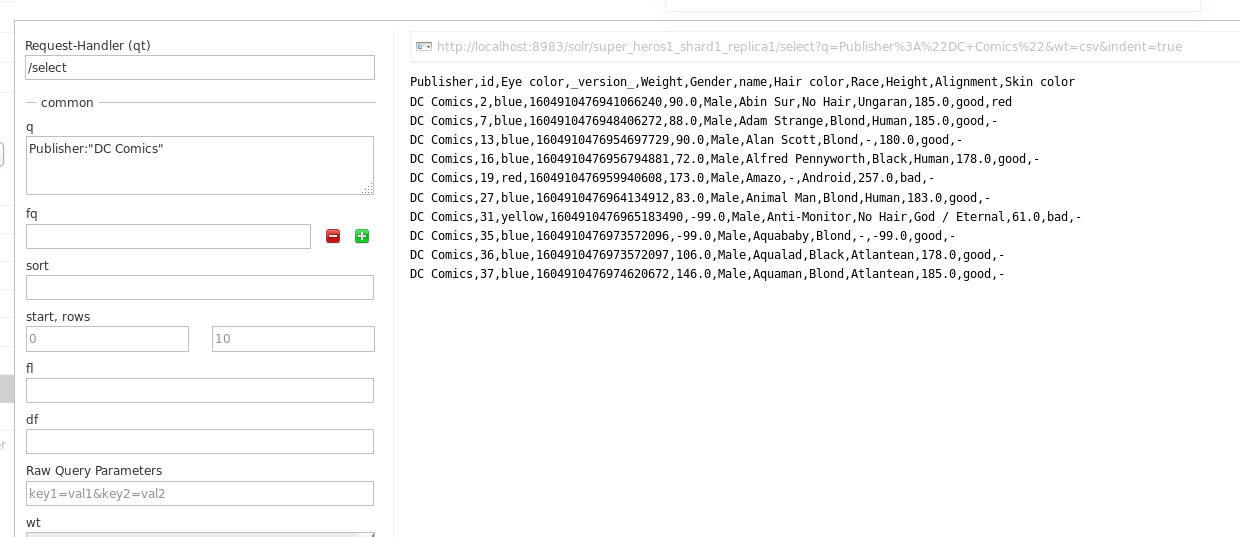 Request-Handler (qt)
/select
common
q
Publisher:"DC Comics"
fq
sort
start, rows
0
10
fl
df
Raw Query Parameters
key1=val1&key2=val2
wt
er
http://localhost:8983/solr/super_heros1_shard1_replica1/select?q=Publisher%3A%22DC+Comics%22&wt=csv&indent=true
Publisher,id,Eye color,_version_,Weight,Gender,name,Hair color,Race,Height,Alignment,Skin color
DC Comics,2,blue,1604910476941066240,90.0,Male,Abin Sur,No Hair,Ungaran,185.0,good,red
DC Comics,7,blue,1604910476948406272,88.0,Male,Adam Strange,Blond,Human,185.0,good,-
DC Comics,13,blue,1604910476954697729,90.0,Male,Alan Scott,Blond,-,180.0,good,-
DC Comics,16,blue,1604910476956794881,72.0,Male,Alfred Pennyworth,Black,Human,178.0,good,-
DC Comics,19,red,1604910476959940608,173.0,Male,Amazo,-,Android,257.0,bad,-
DC Comics,27,blue,1604910476964134912,83.0,Male,Animal Man,Blond,Human,183.0,good,-
DC Comics,31,yellow,1604910476965183490,-99.0,Male,Anti-Monitor,No Hair,God / Eternal,61.0,bad,-
DC Comics,35,blue,1604910476973572096,-99.0,Male,Aquababy,Blond,-,-99.0,good,-
DC Comics,36,blue,1604910476973572097,106.0,Male,Aqualad,Black,Atlantean,178.0,good,-
DC Comics,37,blue,1604910476974620672,146.0,Male,Aquaman,Blond,Atlantean,185.0,good,-